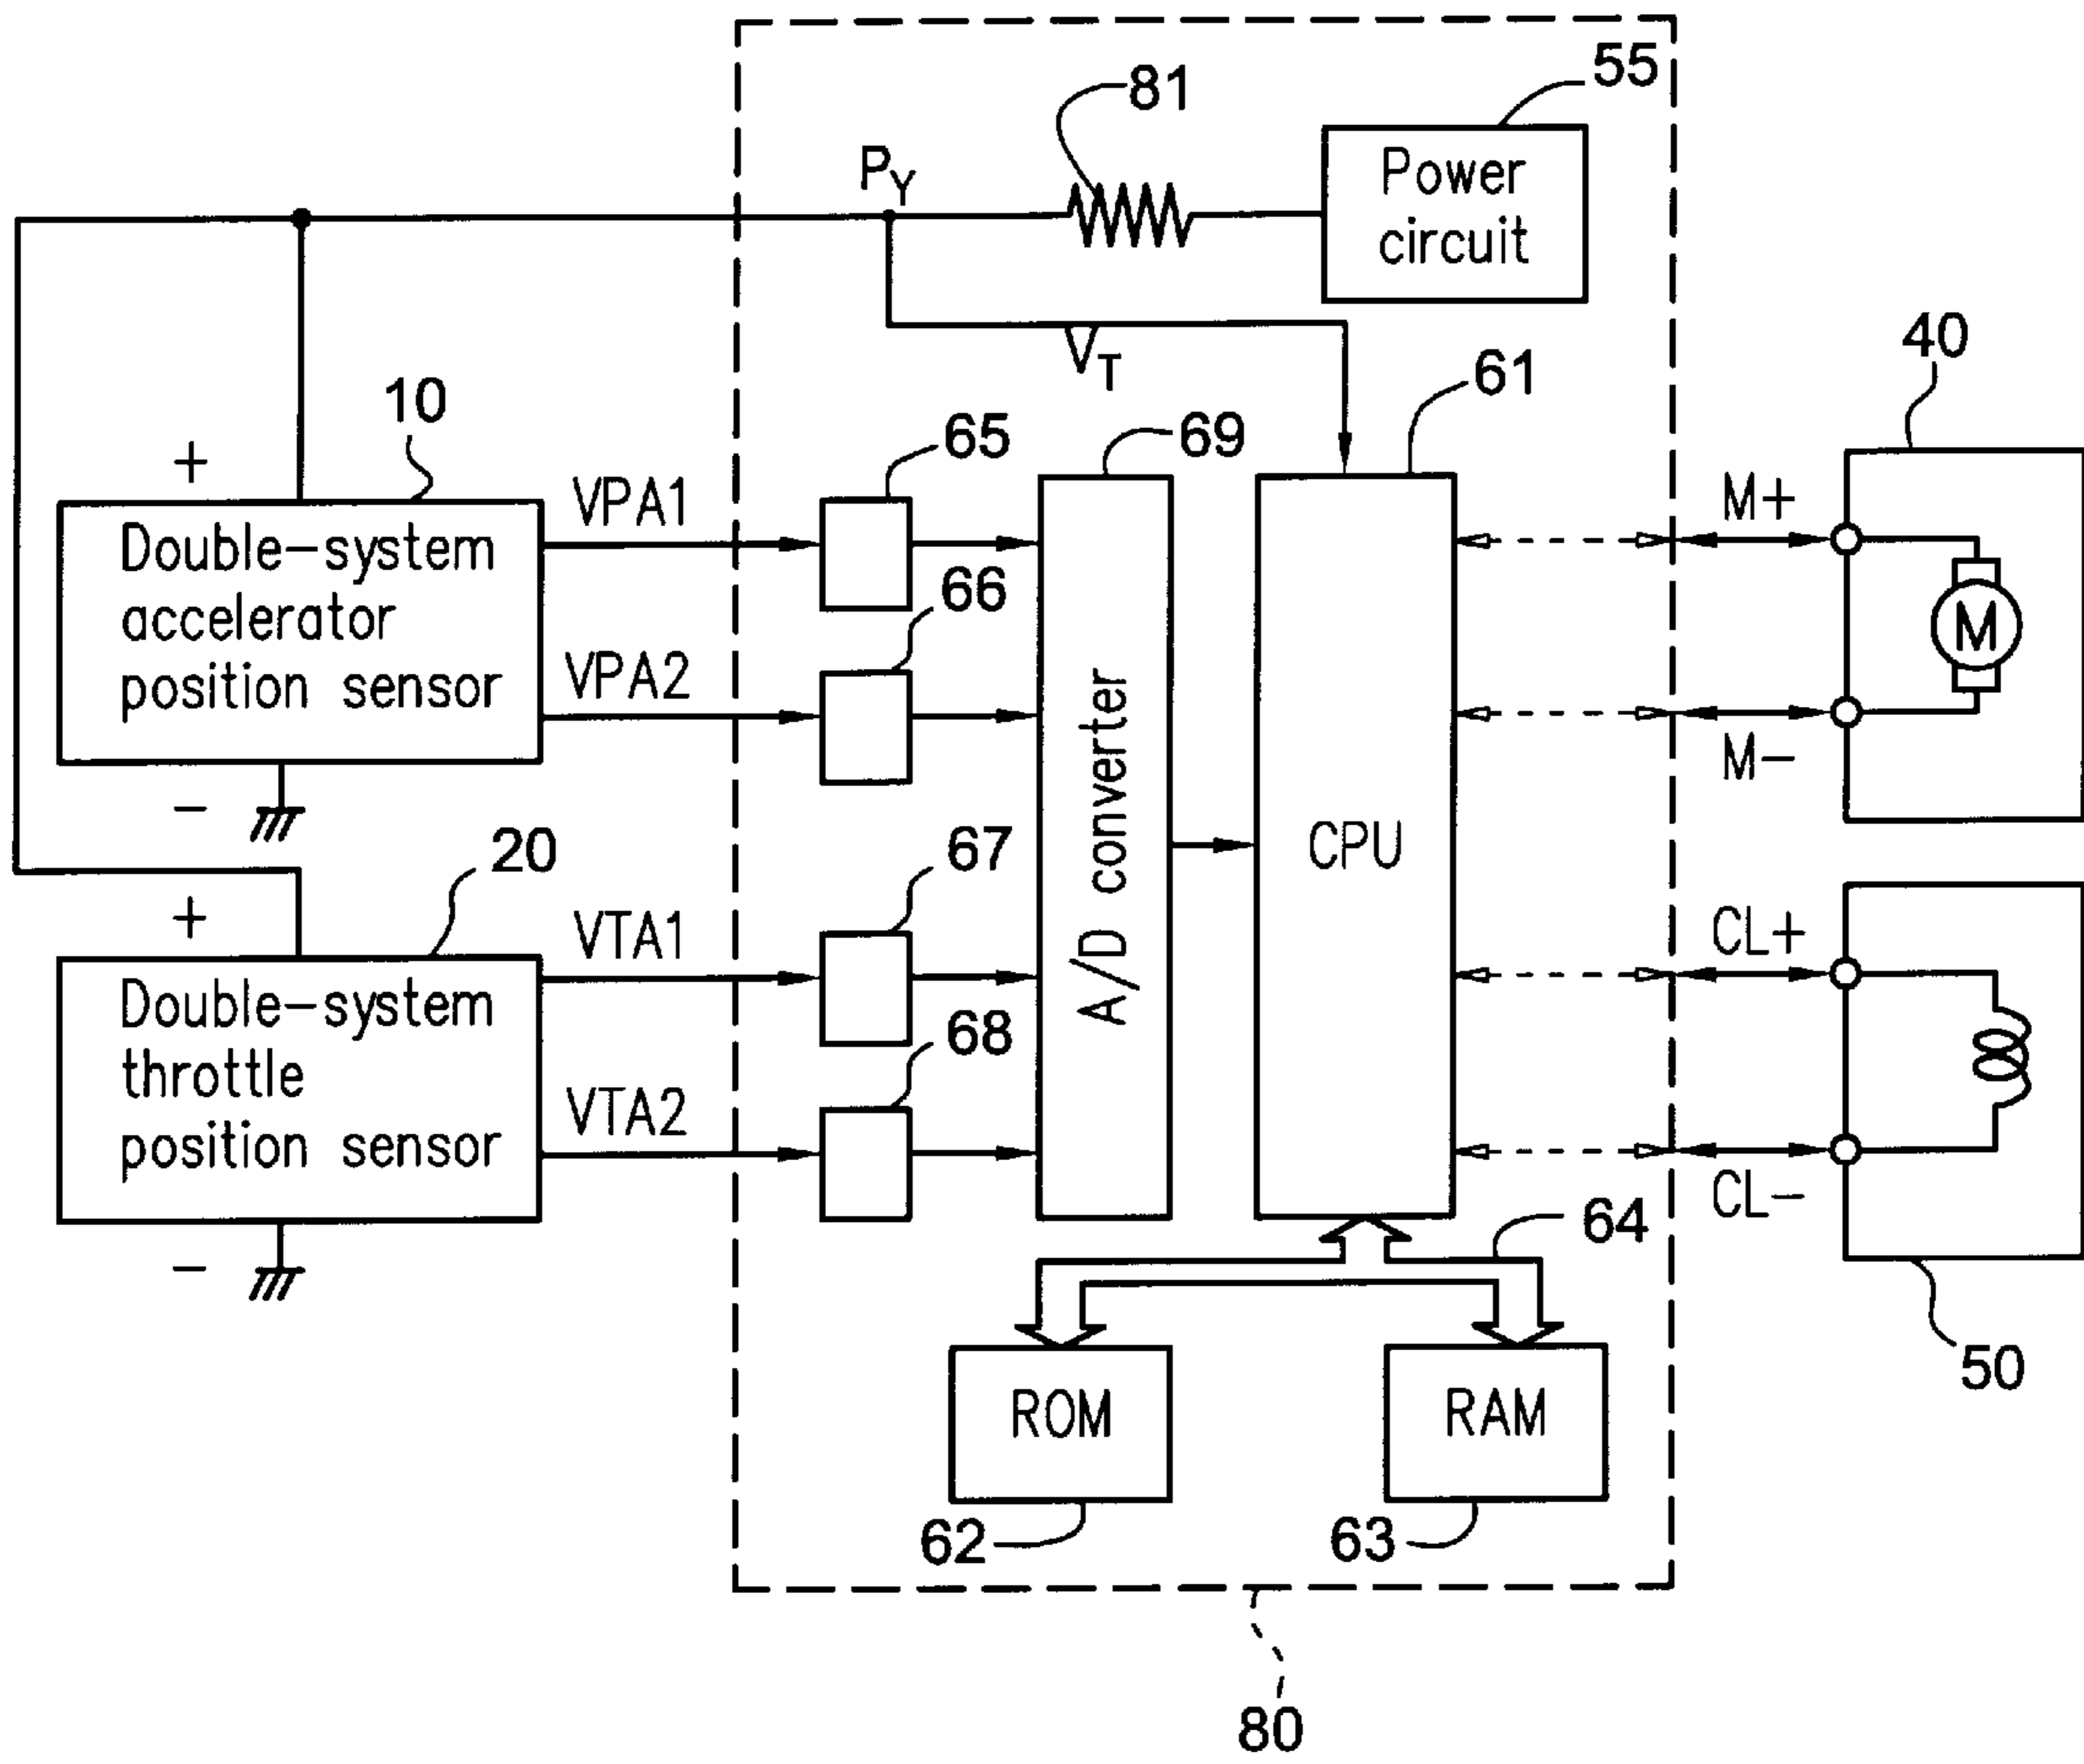 55
81
P_Y
Power
circuit
V_T
40
10
61
65
69
+
VPA1
M+
Double-system
accelerator
position sensor
66
M
VPA2
M-
A/D converter
CPU
-
20
67
+
VTA1
CL+
Double-system
throttle
position sensor
68
VTA2
CL-
64
-
50
ROM
RAM
62
63
80